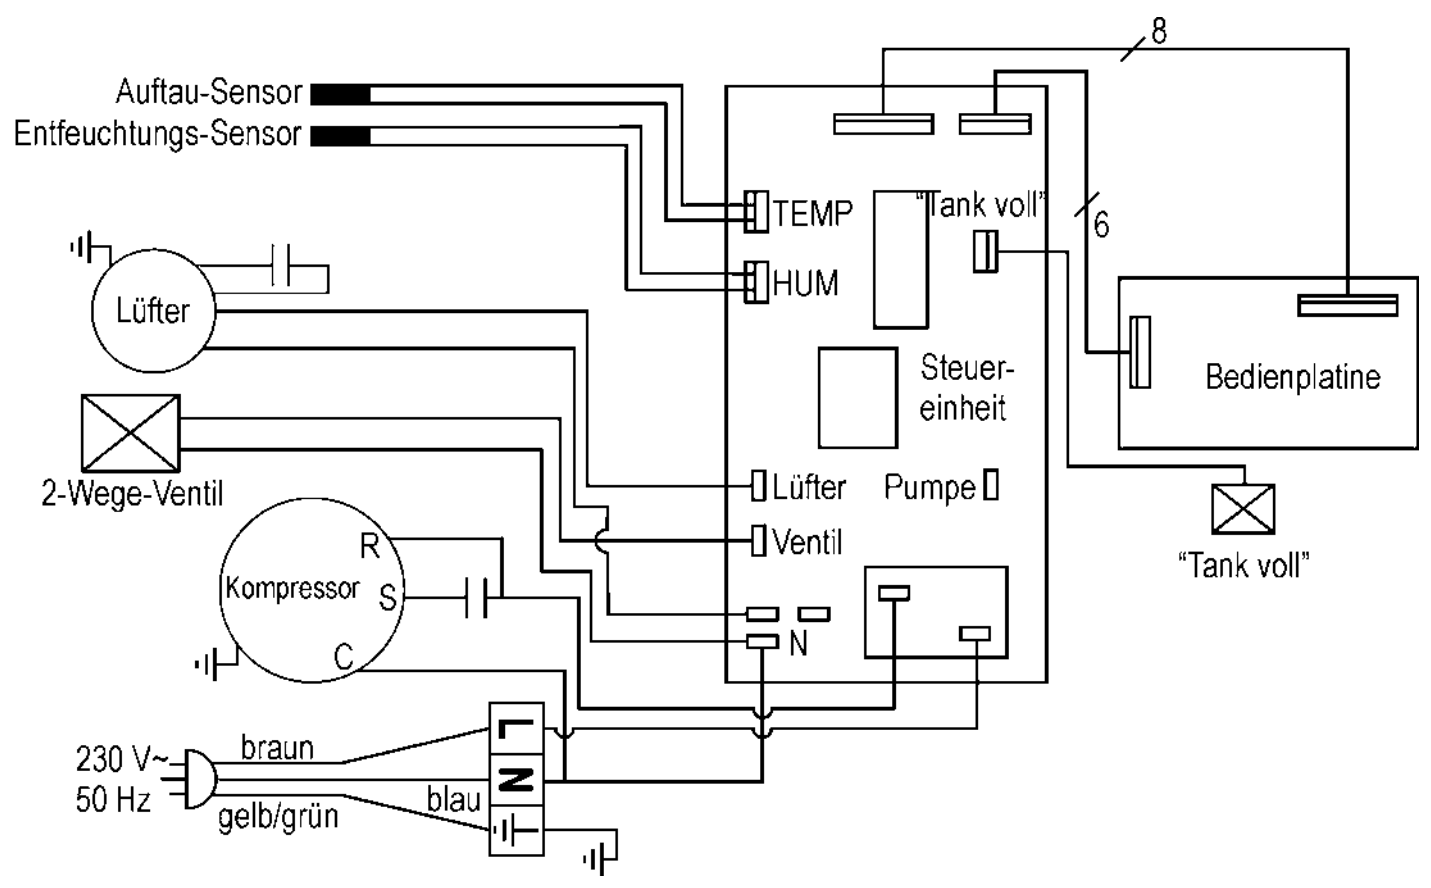 8
Auftau-Sensor
Entfeuchtungs-Sensor
TEMP
"Tank voll"
6
HUM
Lüfter
Steuer-
einheit
Bedienplatine
2-Wege-Ventil
Lüfter
Pumpe
Ventil
"Tank voll"
R
Kompressor
S
C
N
L
230 V~
braun
N
50 Hz
blau
gelb/grün